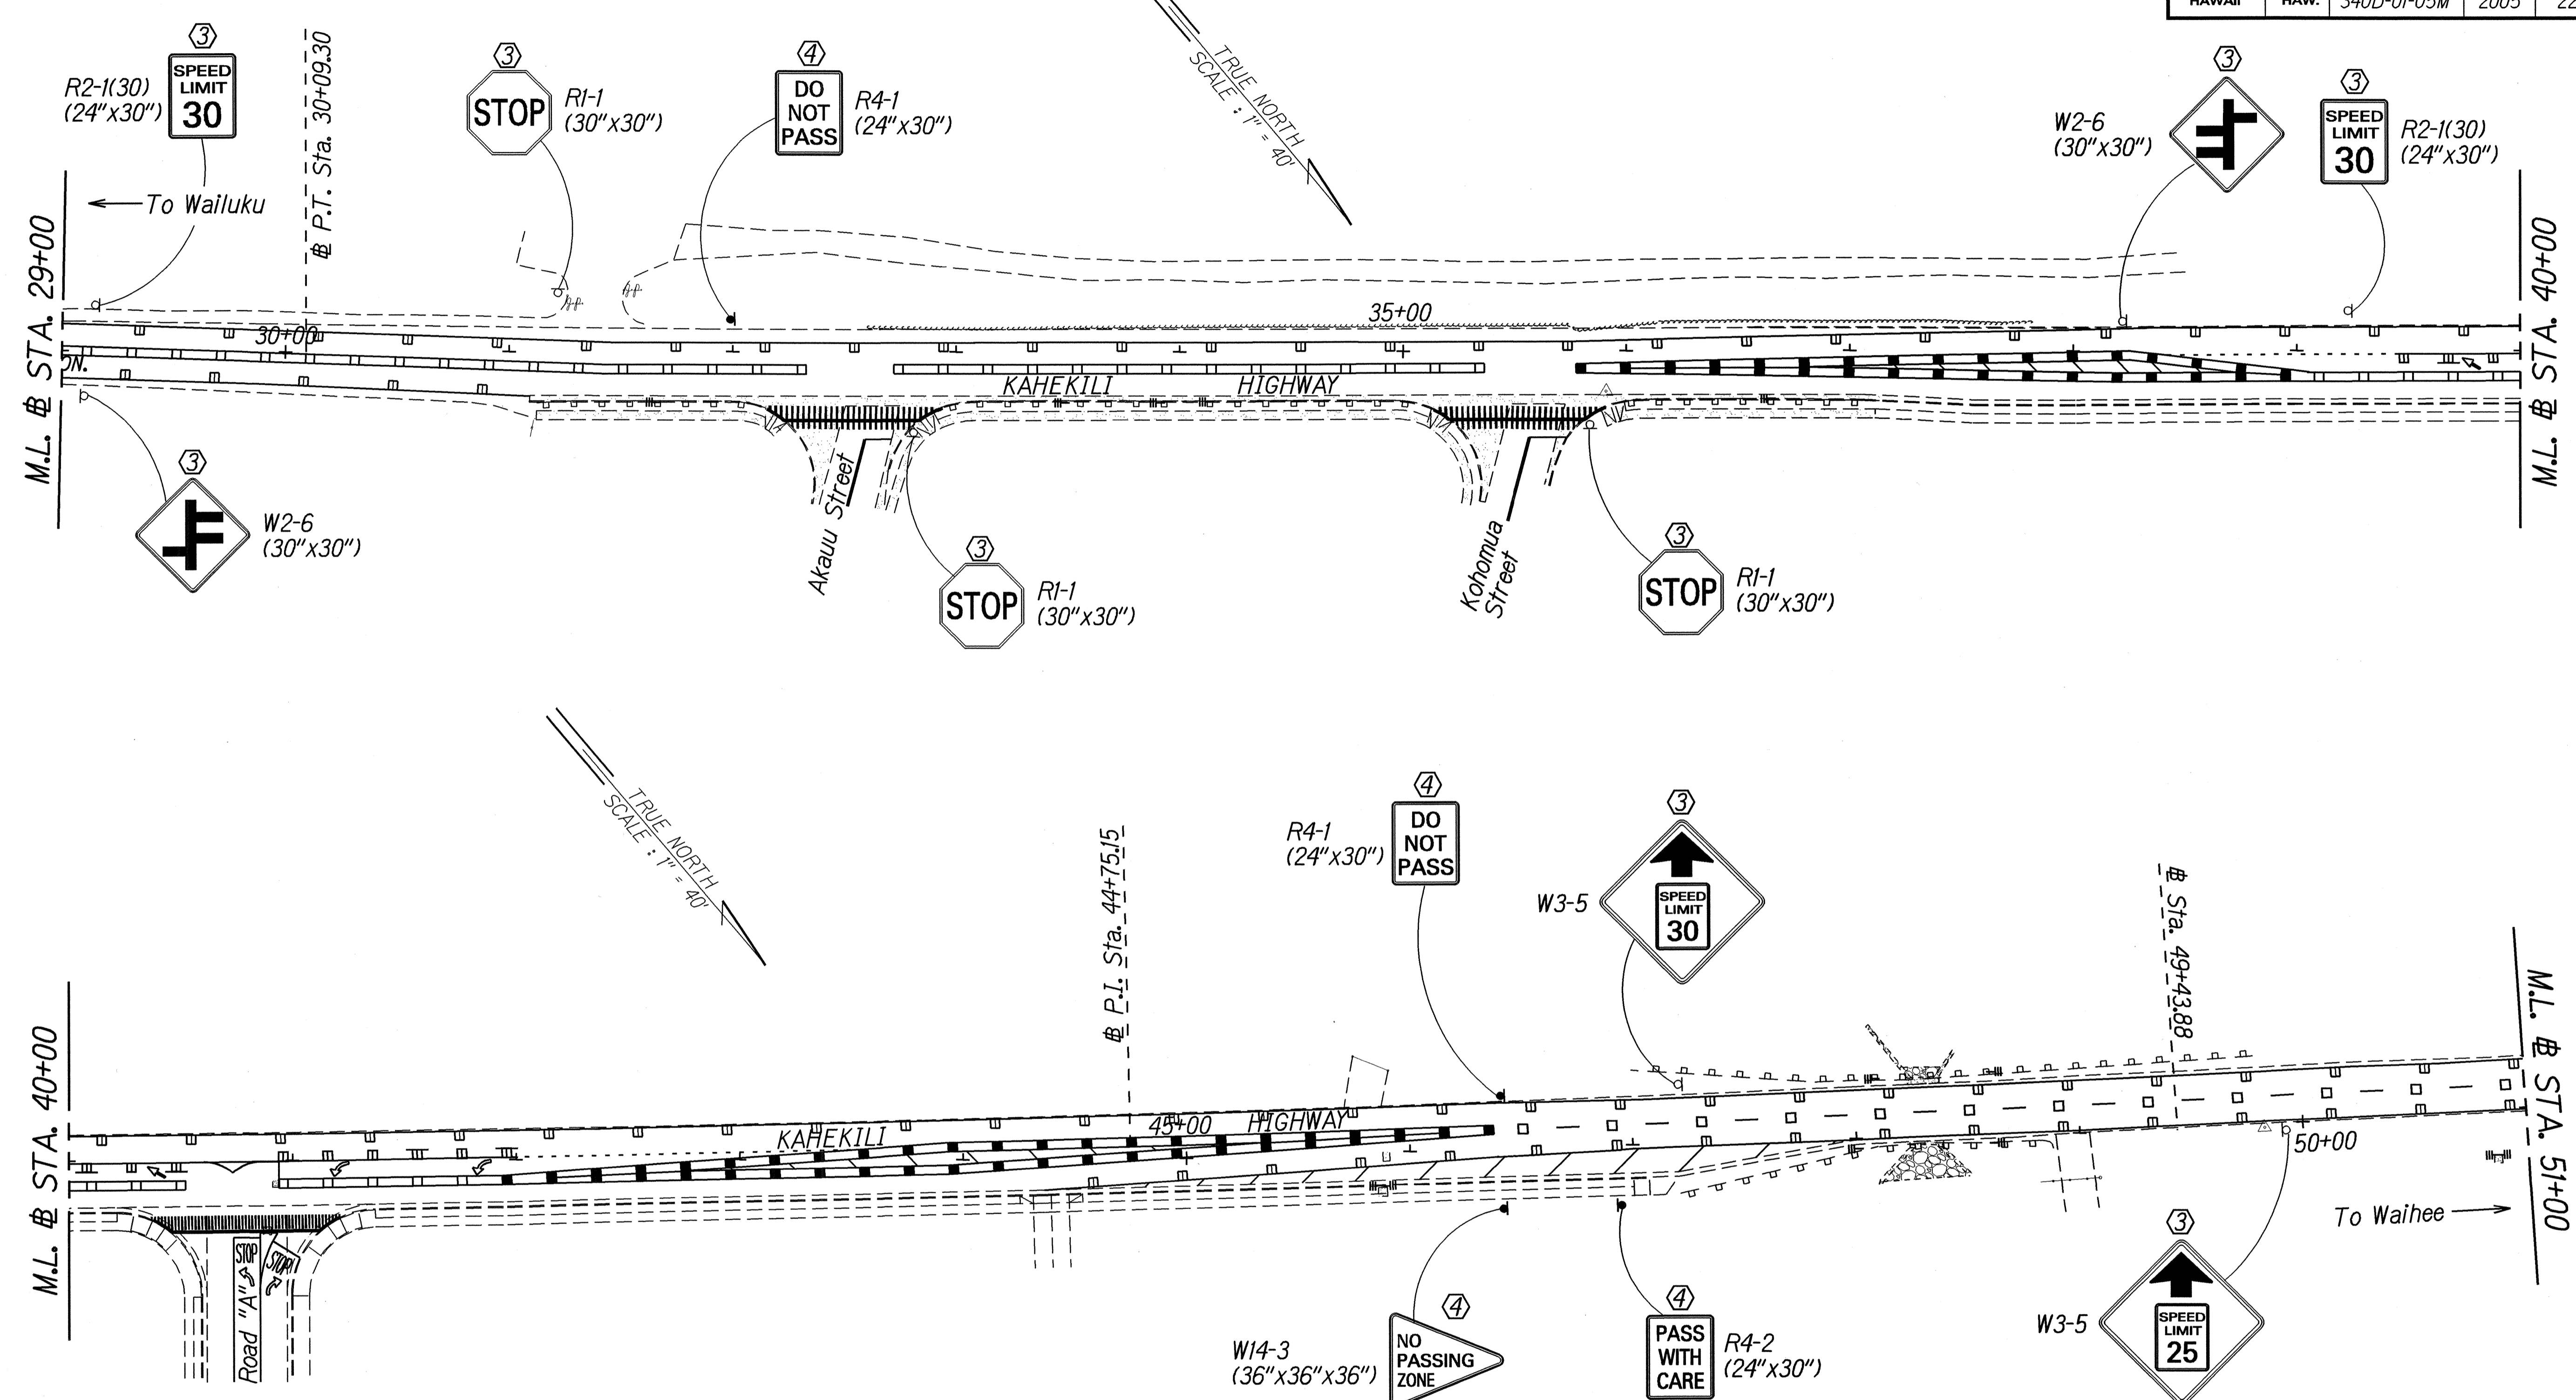 HAWAII HAW. 340D-01-05M 2005 22
3
SPEED
LIMIT
30
R2-1(30)
(24"x30")
P.T. Sta. 30+09.30
3
STOP
R1-1
(30"x30")
4
DO
NOT
PASS
R4-1
(24"x30")
TRUE NORTH
SCALE : 1" = 40'
3
W2-6
(30"x30")
3
SPEED
LIMIT
30
R2-1(30)
(24"x30")
To Wailuku
M.L. B STA. 29+00
M.L. B STA. 40+00
30+00
35+00
ON.
KAHEKILI HIGHWAY
3
W2-6
(30"x30")
Akauu Street
3
STOP
R1-1
(30"x30")
Kohomua
Street
3
STOP
R1-1
(30"x30")
TRUE NORTH
SCALE : 1" = 40'
P.I. Sta. 44+75.15
4
DO
NOT
PASS
R4-1
(24"x30")
3
SPEED
LIMIT
30
W3-5
Sta. 49+43.88
M.L. B STA. 40+00
M.L. B STA. 51+00
KAHEKILI 45+00 HIGHWAY
50+00
To Waihee
Road "A"
STOP
STOP
4
NO
PASSING
ZONE
W14-3
(36"x36"x36")
4
PASS
WITH
CARE
R4-2
(24"x30")
3
SPEED
LIMIT
25
W3-5